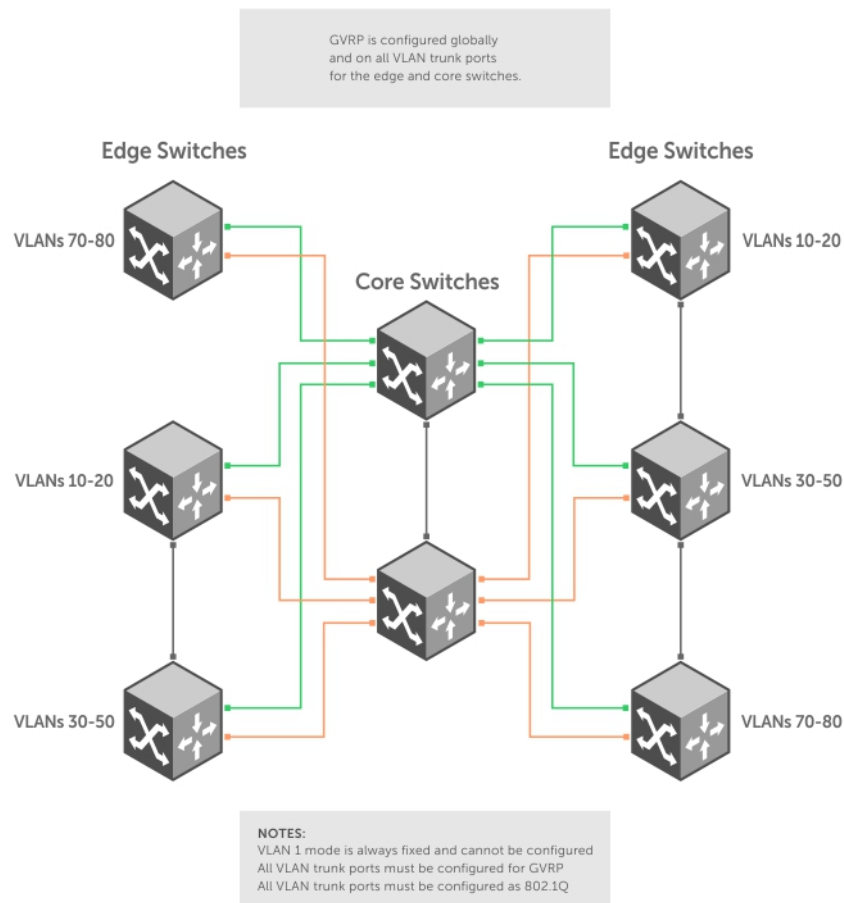 GVRP is configured globally
and on all VLAN trunk ports
for the edge and core switches.
Edge Switches
Edge Switches
VLANs 70-80
VLANs 10-20
Core Switches
VLANs 10-20
VLANs 30-50
VLANs 30-50
VLANs 70-80
NOTES:
VLAN 1 mode is always fixed and cannot be configured
All VLAN trunk ports must be configured for GVRP
All VLAN trunk ports must be configured as 802.1Q